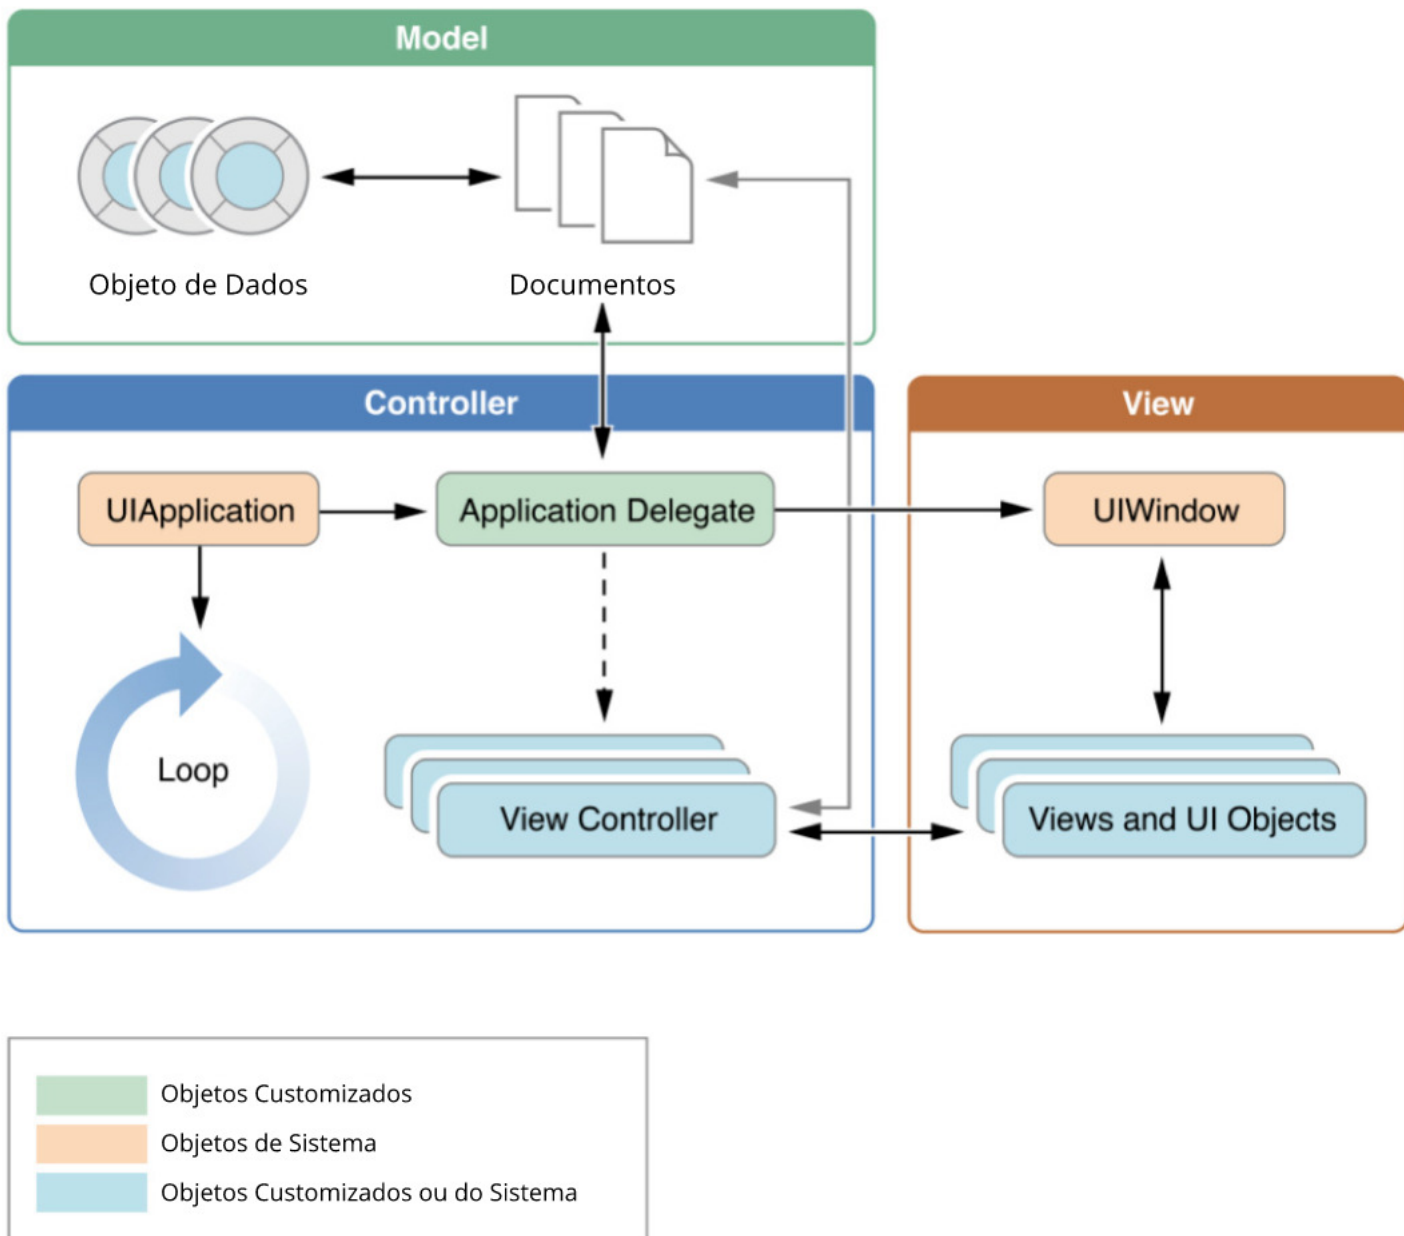 Model
Objeto de Dados
Documentos
Controller
View
UIApplication
Application Delegate
UIWindow
Loop
View Controller
Views and UI Objects
Objetos Customizados
Objetos de Sistema
Objetos Customizados ou do Sistema